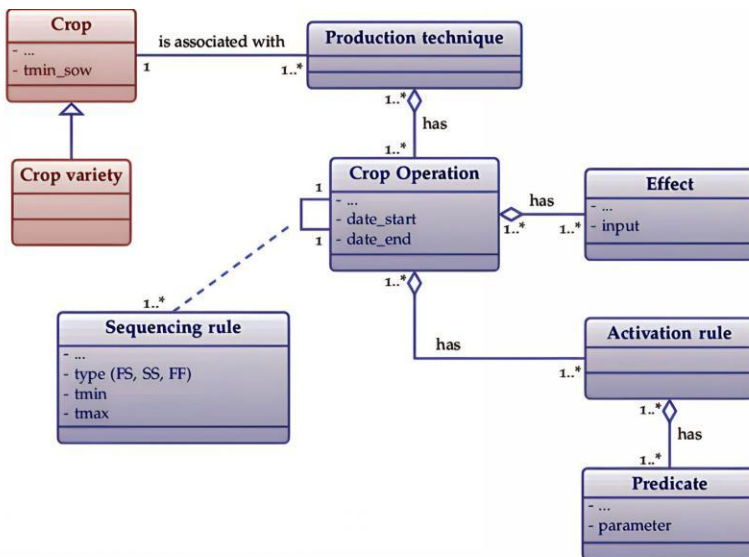 Crop
- ...
- tmin_sow
is associated with
1
1..*
Production technique
1..*
has
1..*
Crop variety
Crop Operation
- ...
- date_start
- date_end
1
1
has
1..*
1..*
Effect
- ...
- input
1..*
Sequencing rule
- ...
- type (FS, SS, FF)
- tmin
- tmax
1..*
has
1..*
Activation rule
1..*
has
1..*
Predicate
- ...
- parameter